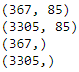 (367, 85)
(3305, 85)
(367,)
(3305,)